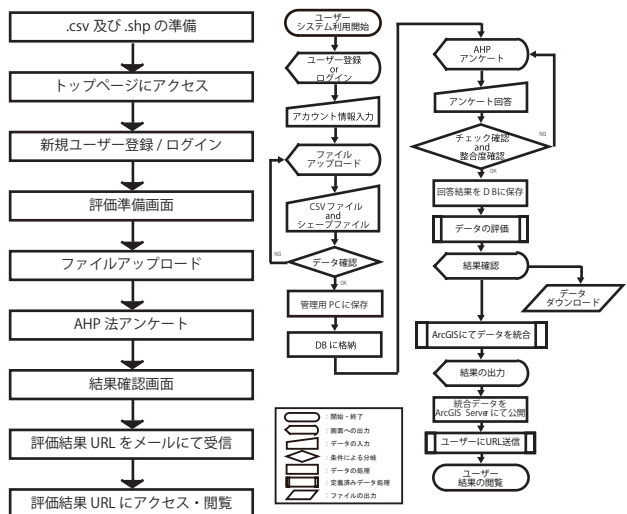 .csv 及び .shp の準備
トップページにアクセス
新規ユーザー登録 / ログイン
評価準備画面
ファイルアップロード
AHP 法アンケート
結果確認画面
評価結果 URL をメールにて受信
評価結果 URL にアクセス・閲覧
ユーザー
システム利用開始
ユーザー登録
or
ログイン
アカウント情報入力
ファイル
アップロード
CSV ファイル
and
シェープファイル
データ確認
NG
OK
管理用 PC に保存
DB に格納
AHP
アンケート
アンケート回答
チェック確認
and
整合度確認
NG
OK
回答結果を D Bに保存
データの評価
結果確認
データ
ダウンロード
ArcGISにてデータを統合
結果の出力
統合データを
ArcGIS Server にて公開
ユーザーにURL送信
ユーザー
結果の閲覧
：開始・終了
：画面への出力
：データの入力
：条件による分岐
：データの処理
：定義済みデータ処理
：ファイルの出力